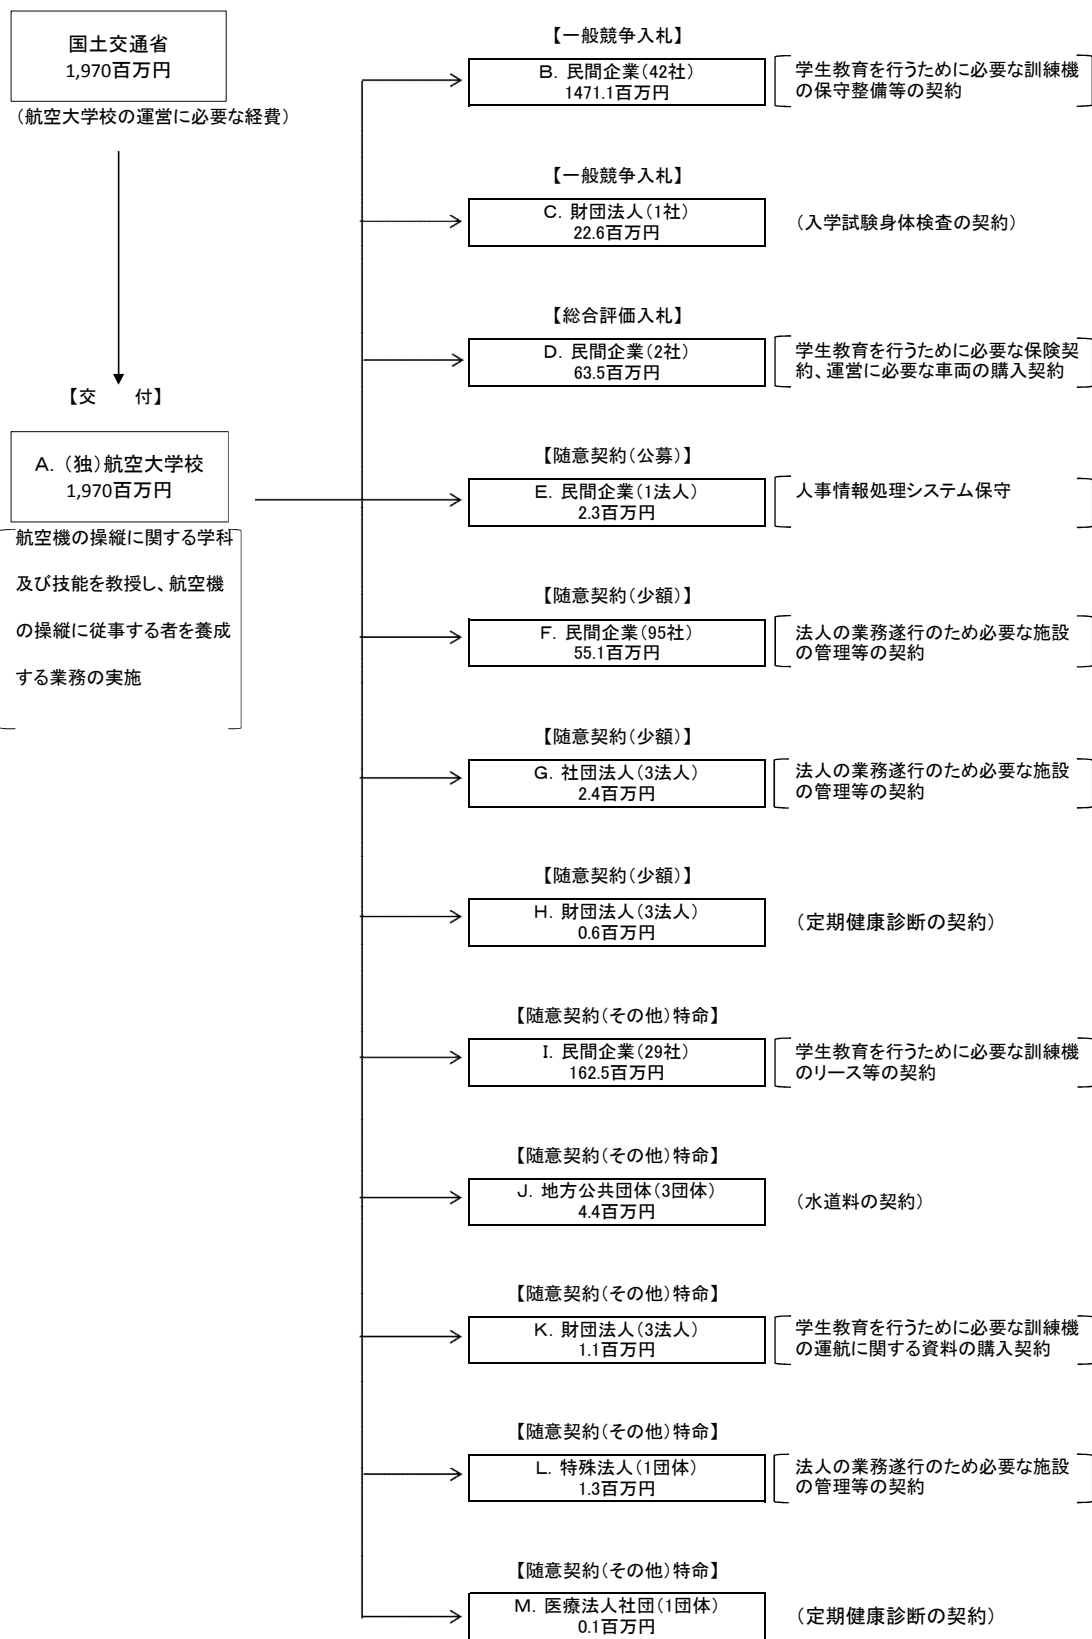 国土交通省
1,970百万円
（航空大学校の運営に必要な経費）
【交　　付】
A. （独）航空大学校
1,970百万円
航空機の操縦に関する学科
及び技能を教授し、航空機
の操縦に従事する者を養成
する業務の実施
【一般競争入札】
B. 民間企業（42社）
1471.1百万円
学生教育を行うために必要な訓練機
の保守整備等の契約
【一般競争入札】
C. 財団法人（1社）
22.6百万円
（入学試験身体検査の契約）
【総合評価入札】
D. 民間企業（2社）
63.5百万円
学生教育を行うために必要な保険契
約、運営に必要な車両の購入契約
【随意契約（公募）】
E. 民間企業（1法人）
2.3百万円
人事情報処理システム保守
【随意契約（少額）】
F. 民間企業（95社）
55.1百万円
法人の業務遂行のため必要な施設
の管理等の契約
【随意契約（少額）】
G. 社団法人（3法人）
2.4百万円
法人の業務遂行のため必要な施設
の管理等の契約
【随意契約（少額）】
H. 財団法人（3法人）
0.6百万円
（定期健康診断の契約）
【随意契約（その他）特命】
I. 民間企業（29社）
162.5百万円
学生教育を行うために必要な訓練機
のリース等の契約
【随意契約（その他）特命】
J. 地方公共団体（3団体）
4.4百万円
（水道料の契約）
【随意契約（その他）特命】
K. 財団法人（3法人）
1.1百万円
学生教育を行うために必要な訓練機
の運航に関する資料の購入契約
【随意契約（その他）特命】
L. 特殊法人（1団体）
1.3百万円
法人の業務遂行のため必要な施設
の管理等の契約
【随意契約（その他）特命】
M. 医療法人社団（1団体）
0.1百万円
（定期健康診断の契約）